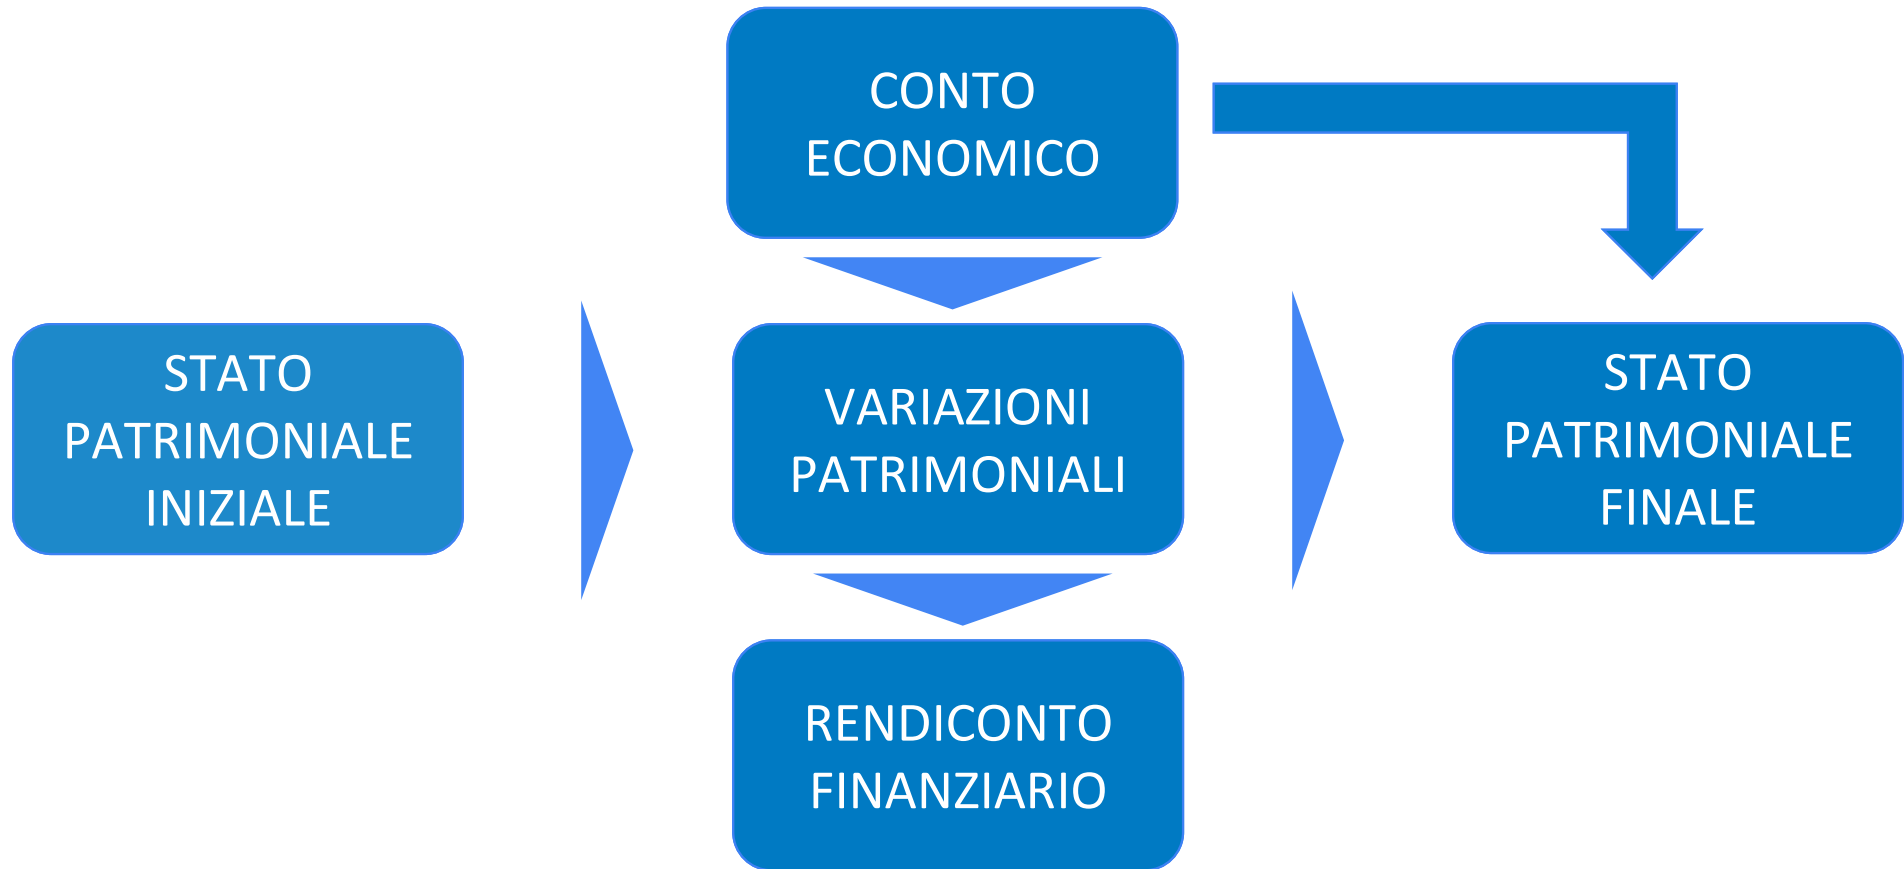 CONTO
ECONOMICO
STATO
PATRIMONIALE
INIZIALE
VARIAZIONI
PATRIMONIALI
STATO
PATRIMONIALE
FINALE
RENDICONTO
FINANZIARIO